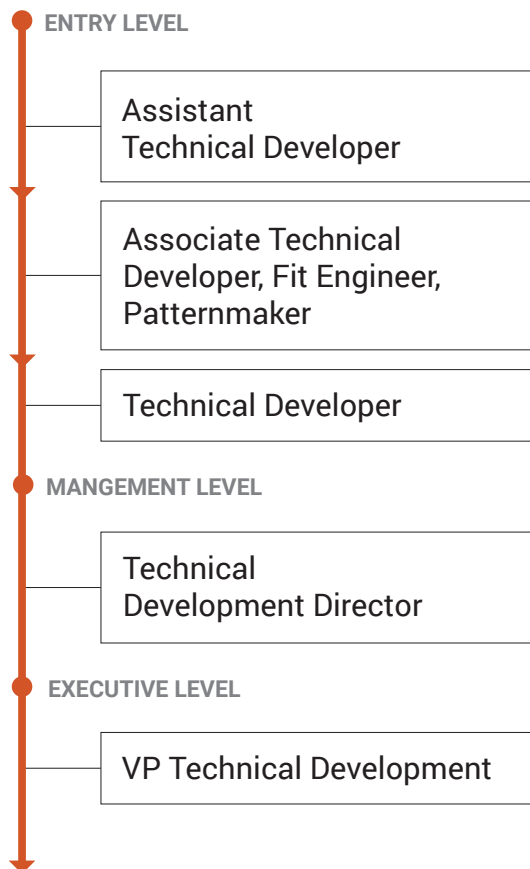 ENTRY LEVEL
Assistant
Technical Developer
Associate Technical
Developer, Fit Engineer,
Patternmaker
Technical Developer
MANGEMENT LEVEL
Technical
Development Director
EXECUTIVE LEVEL
VP Technical Development